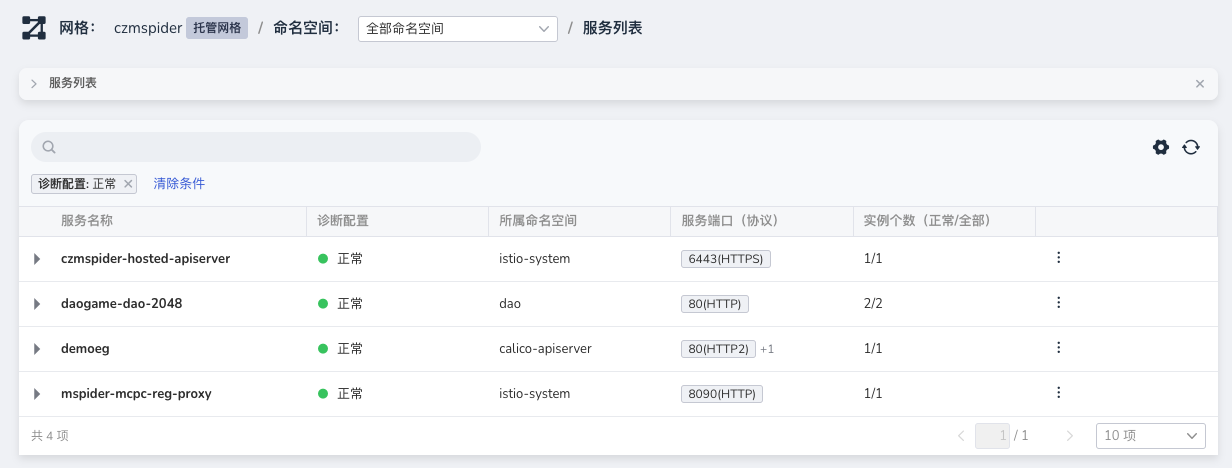 网格： czmspider 托管网格 / 命名空间： 全部命名空间 / 服务列表
服务列表
诊断配置: 正常 清除条件
服务名称 诊断配置 所属命名空间 服务端口（协议） 实例个数（正常/全部）
czmspider-hosted-apiserver 正常 istio-system 6443(HTTPS) 1/1
daogame-dao-2048 正常 dao 80(HTTP) 2/2
demoeg 正常 calico-apiserver 80(HTTP2) +1 1/1
mspider-mcpc-reg-proxy 正常 istio-system 8090(HTTP) 1/1
共 4 项 1 / 1 10 项